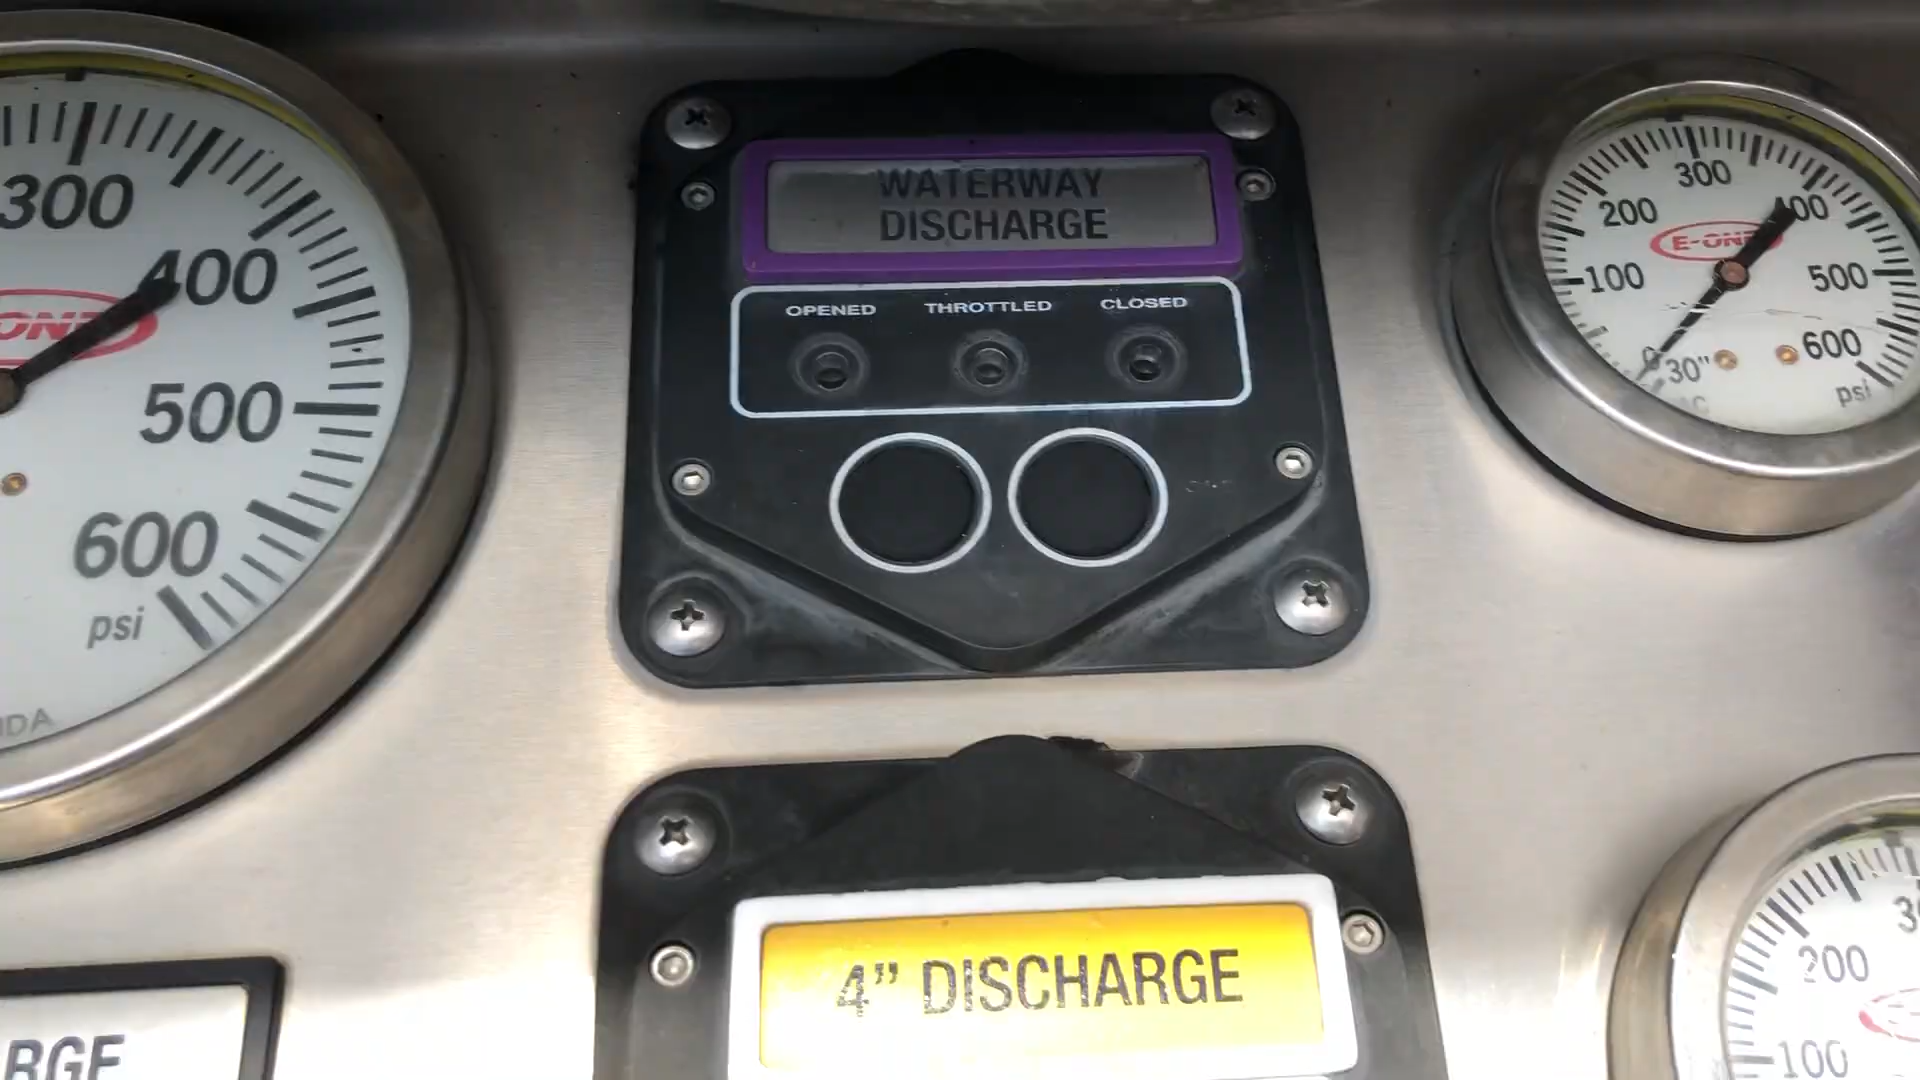 300
400
500
600
psi
WATERWAY
DISCHARGE
OPENED THROTTLED CLOSED
E-ONE
0
100
200
300
400
500
600
30"
psi
4” DISCHARGE
200
100